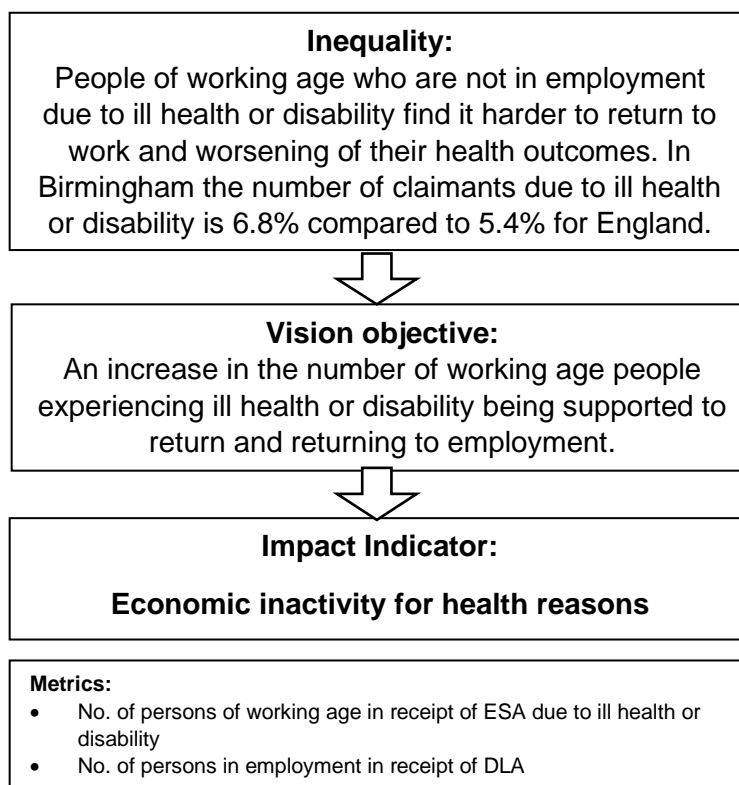 Inequality:
People of working age who are not in employment
due to ill health or disability find it harder to return to
work and worsening of their health outcomes. In
Birmingham the number of claimants due to ill health
or disability is 6.8% compared to 5.4% for England.
Vision objective:
An increase in the number of working age people
experiencing ill health or disability being supported to
return and returning to employment.
Impact Indicator:
Economic inactivity for health reasons
Metrics:
• No. of persons of working age in receipt of ESA due to ill health or
disability
• No. of persons in employment in receipt of DLA